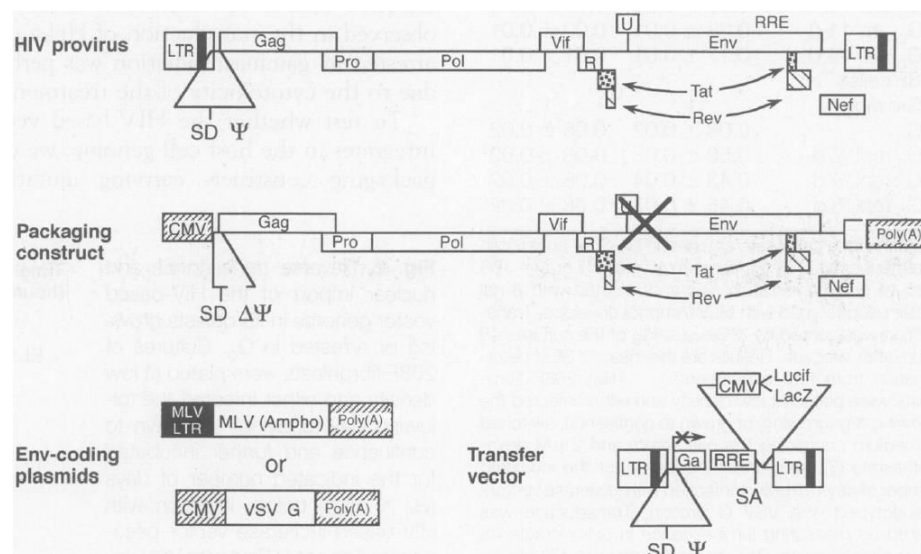 HIV provirus
LTR
Gag
Pro
Pol
Vif
R
U
RRE
Env
LTR
Tat
Rev
Nef
SD Ψ
Packaging
construct
CMV
Gag
Pro
Pol
Vif
R
U
Env
Poly(A)
Tat
Rev
Nef
SD ΔΨ
Env-coding
plasmids
MLV
LTR
MLV (Ampho)
Poly(A)
or
CMV
VSV G
Poly(A)
Transfer
vector
CMV
Lucif
LacZ
LTR
Ga
RRE
LTR
SA
SD Ψ